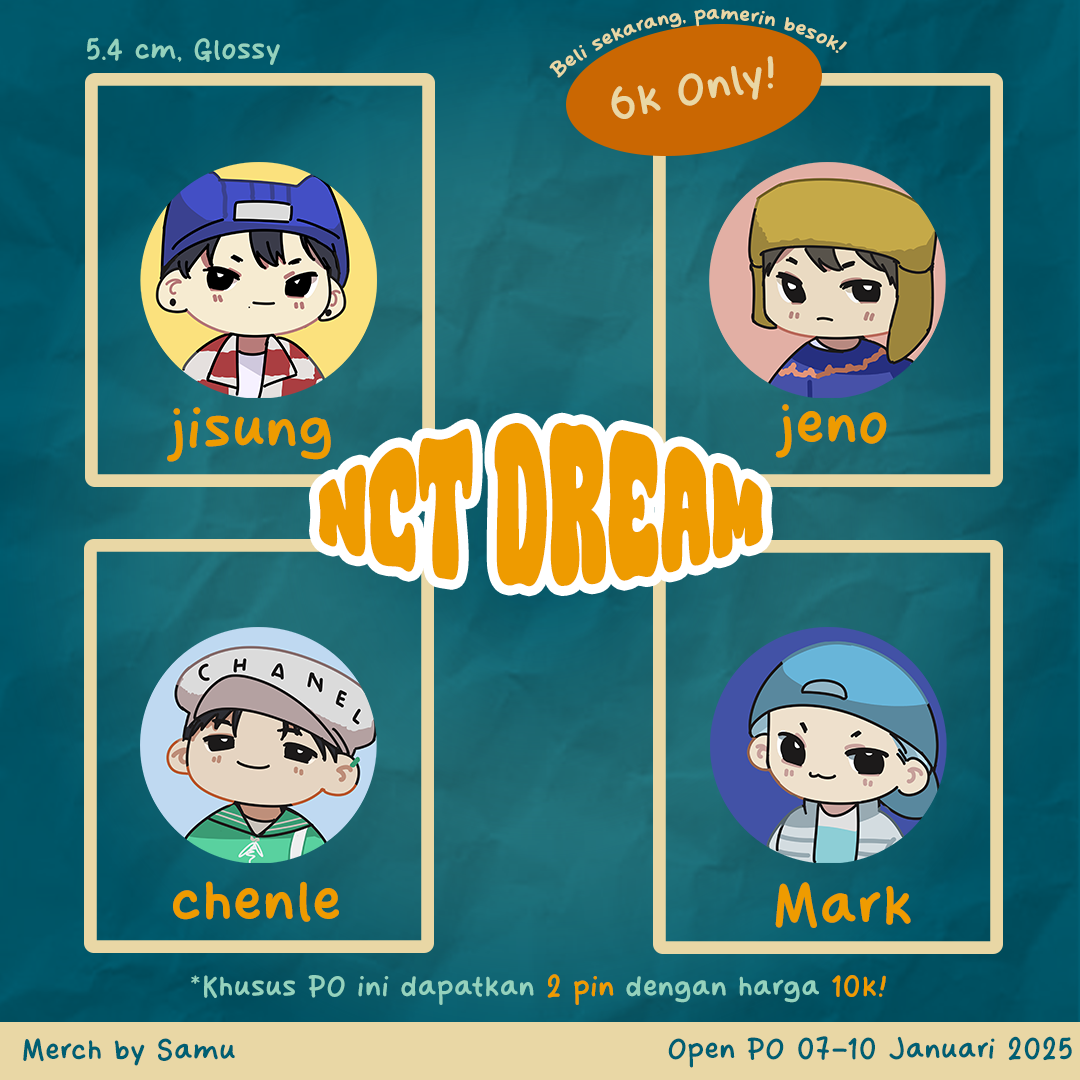 Beli sekarang, pamerin besok!
5.4 cm, Glossy
6k Only!
jisung
jeno
NCT DREAM
CHANEL
chenle
Mark
*Khusus PO ini dapatkan 2 pin dengan harga 10k!
Merch by Samu
Open PO 07-10 Januari 2025